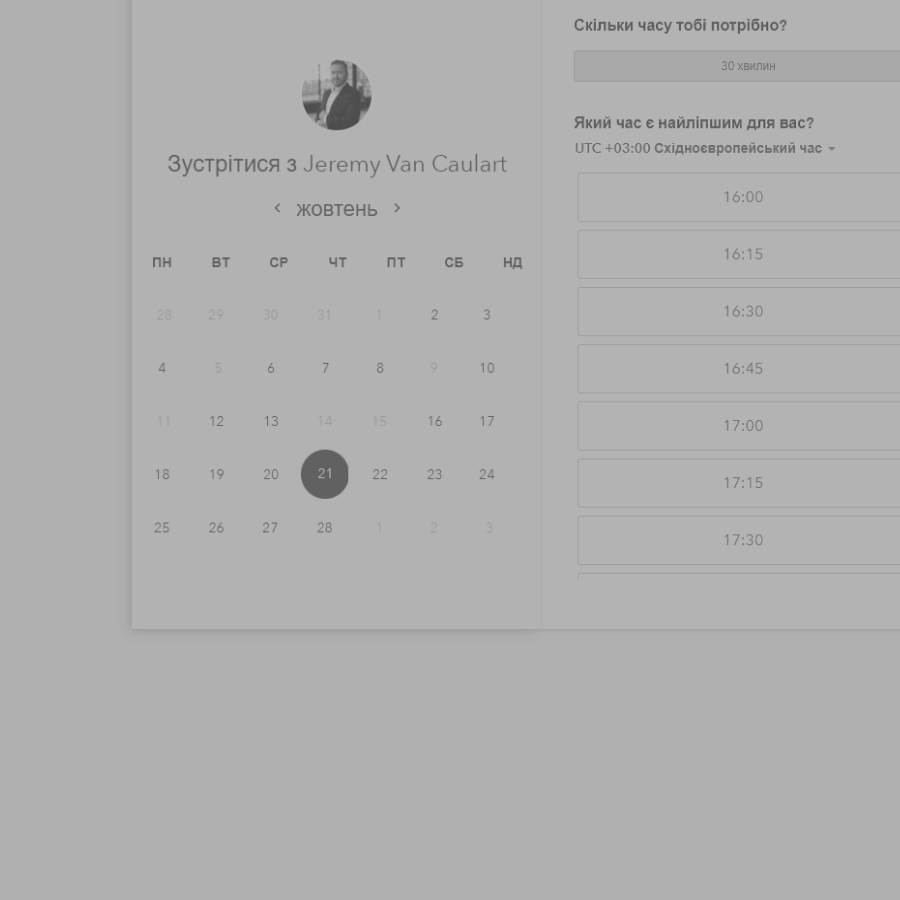 Зустрітися з Jeremy Van Caulart
‹ жовтень ›
ПН ВТ СР ЧТ ПТ СБ НД
28 29 30 31 1 2 3
4 5 6 7 8 9 10
11 12 13 14 15 16 17
18 19 20 21 22 23 24
25 26 27 28 1 2 3
Скільки часу тобі потрібно?
30 хвилин
Який час є найліпшим для вас?
UTC +03:00 Східноєвропейський час
16:00
16:15
16:30
16:45
17:00
17:15
17:30